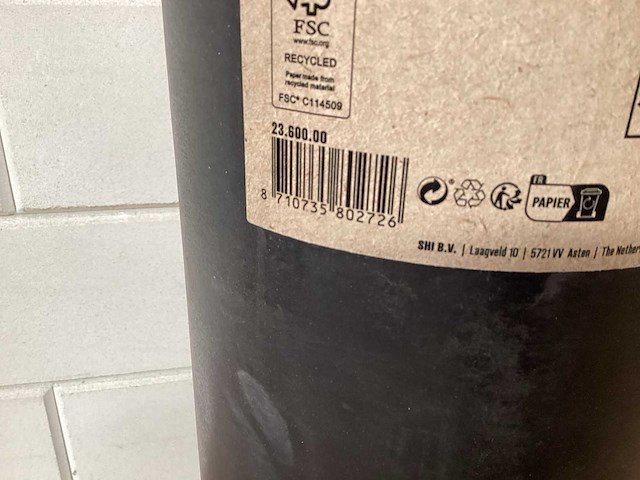 FSC
www.fsc.org
RECYCLED
Paper made from
recycled material
FSC® C114509
23.600.00
8 710735 802726
FR
PAPIER
SHI B.V. | Laagveld 10 | 5721 VV Asten | The Nether